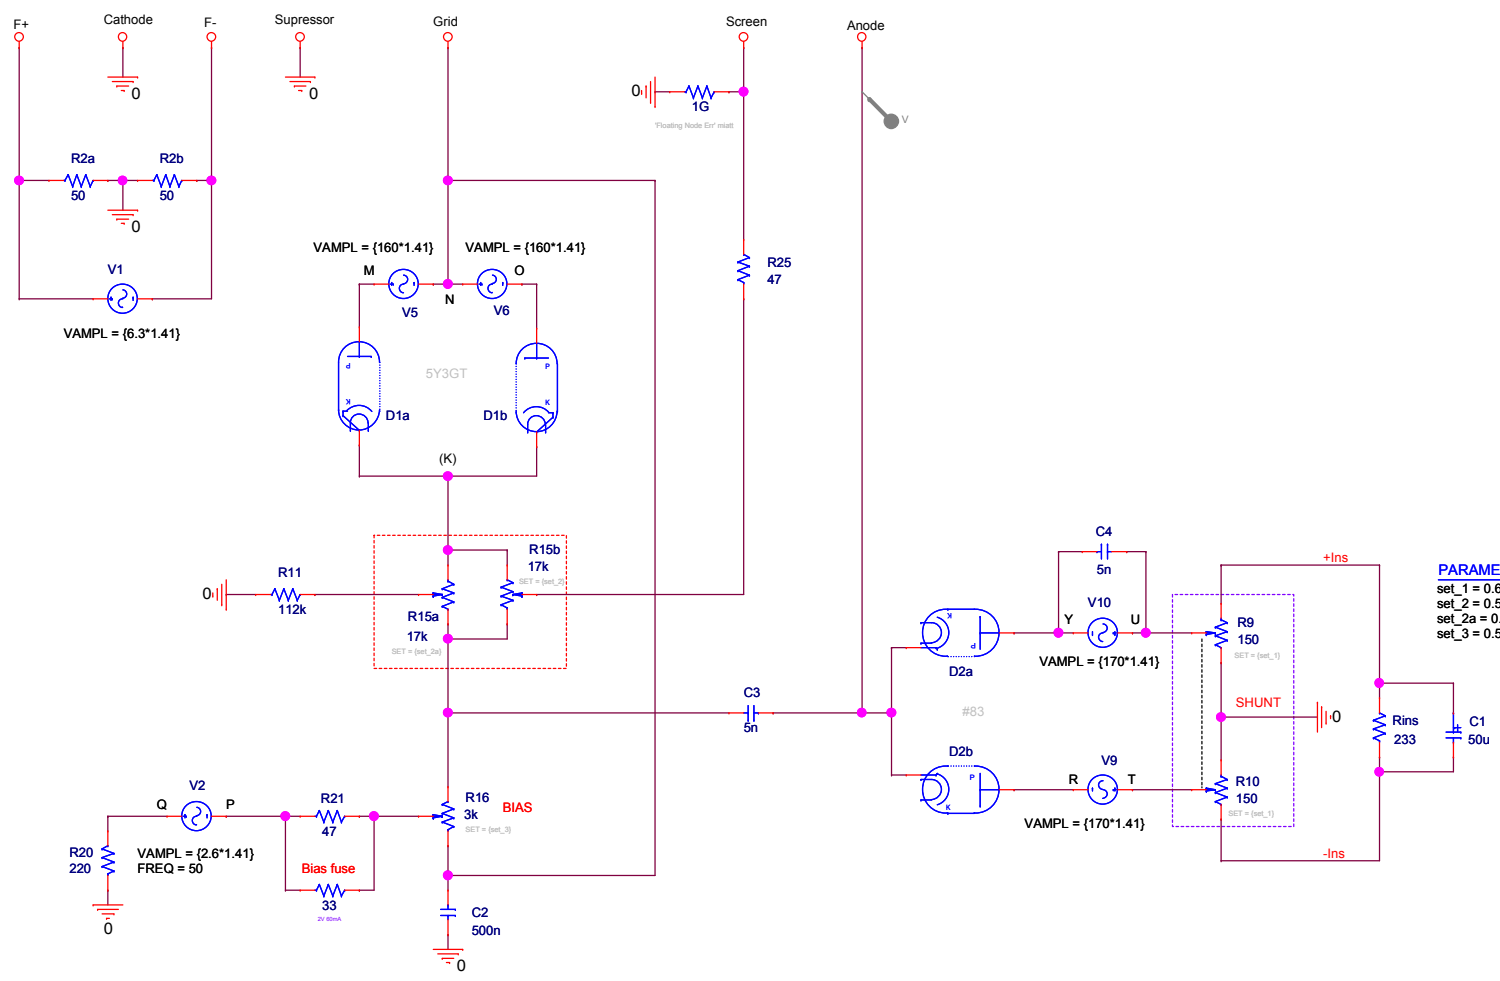 F+
Cathode
F-
Supressor
Grid
Screen
Anode
0
0
0
1G
'Floating Node Err' miatt
V
R2a
R2b
50
50
0
V1
VAMPL = {6.3*1.41}
VAMPL = {160*1.41}
VAMPL = {160*1.41}
M
O
N
V5
V6
R25
47
P
P
5Y3GT
K
K
D1a
D1b
(K)
R15b
17k
SET = {set_2}
0
R11
112k
R15a
17k
SET = {set_2a}
C4
5n
+Ins
PARAME
set_1 = 0.6
set_2 = 0.5
set_2a = 0.
set_3 = 0.5
Y
V10
U
R9
150
SET = {set_1}
VAMPL = {170*1.41}
K
P
D2a
#83
SHUNT
0
Rins
233
C1
50u
+
C3
5n
D2b
P
K
R
V9
T
R10
150
SET = {set_1}
VAMPL = {170*1.41}
-Ins
V2
Q
P
R21
47
R16
3k
SET = {set_3}
BIAS
R20
220
VAMPL = {2.6*1.41}
FREQ = 50
Bias fuse
33
2V 60mA
0
C2
500n
0